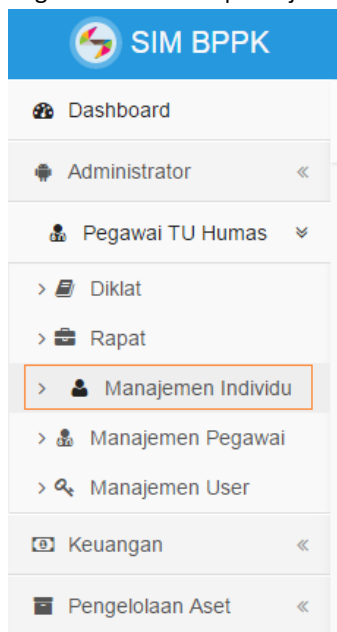 SIM BPPK
Dashboard
Administrator
Pegawai TU Humas
Diklat
Rapat
Manajemen Individu
Manajemen Pegawai
Manajemen User
Keuangan
Pengelolaan Aset